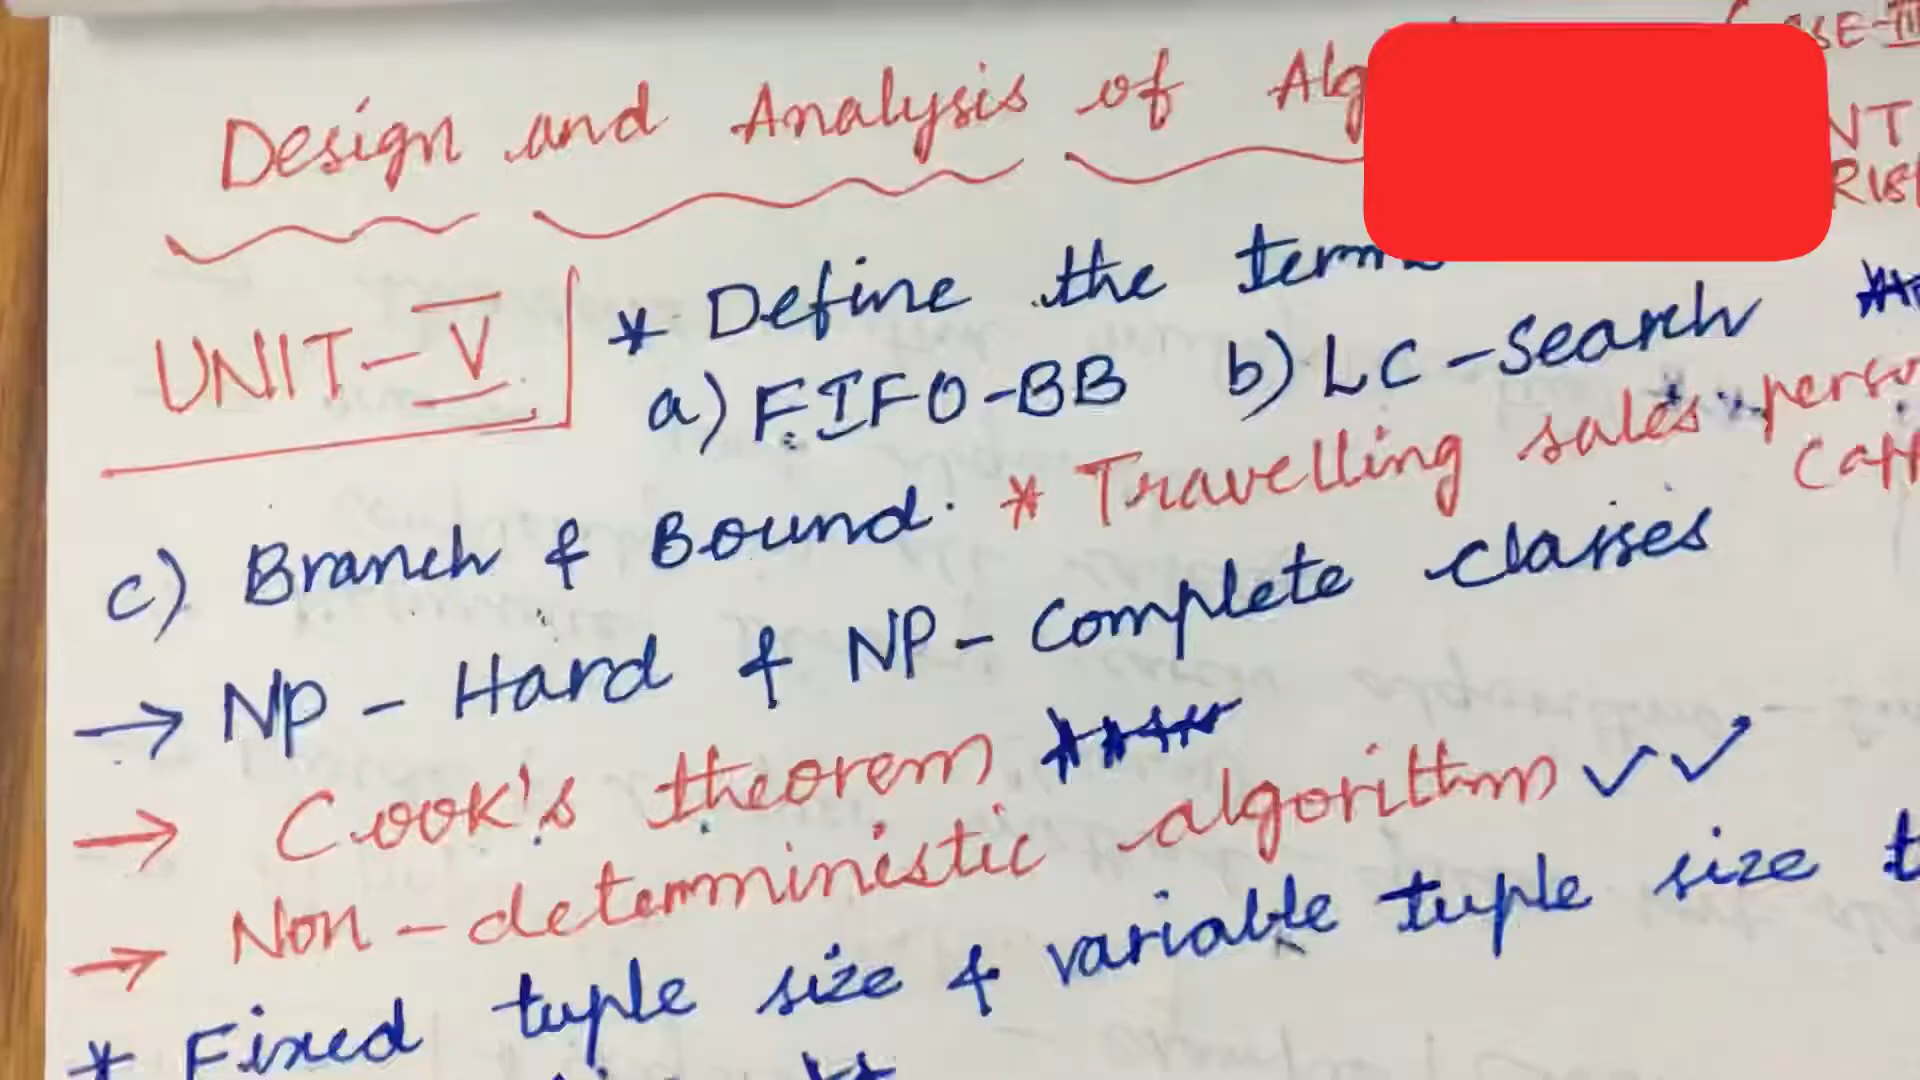 Design and Analysis of Alg
UNIT-V
* Define the terms
a) FIFO-BB b) LC-Search
c) Branch & Bound. * Travelling sales person
→ NP-Hard & NP-Complete classes
→ Cook's theorem ****
→ Non-deterministic algorithm ✓✓
* Fixed tuple size & variable tuple size